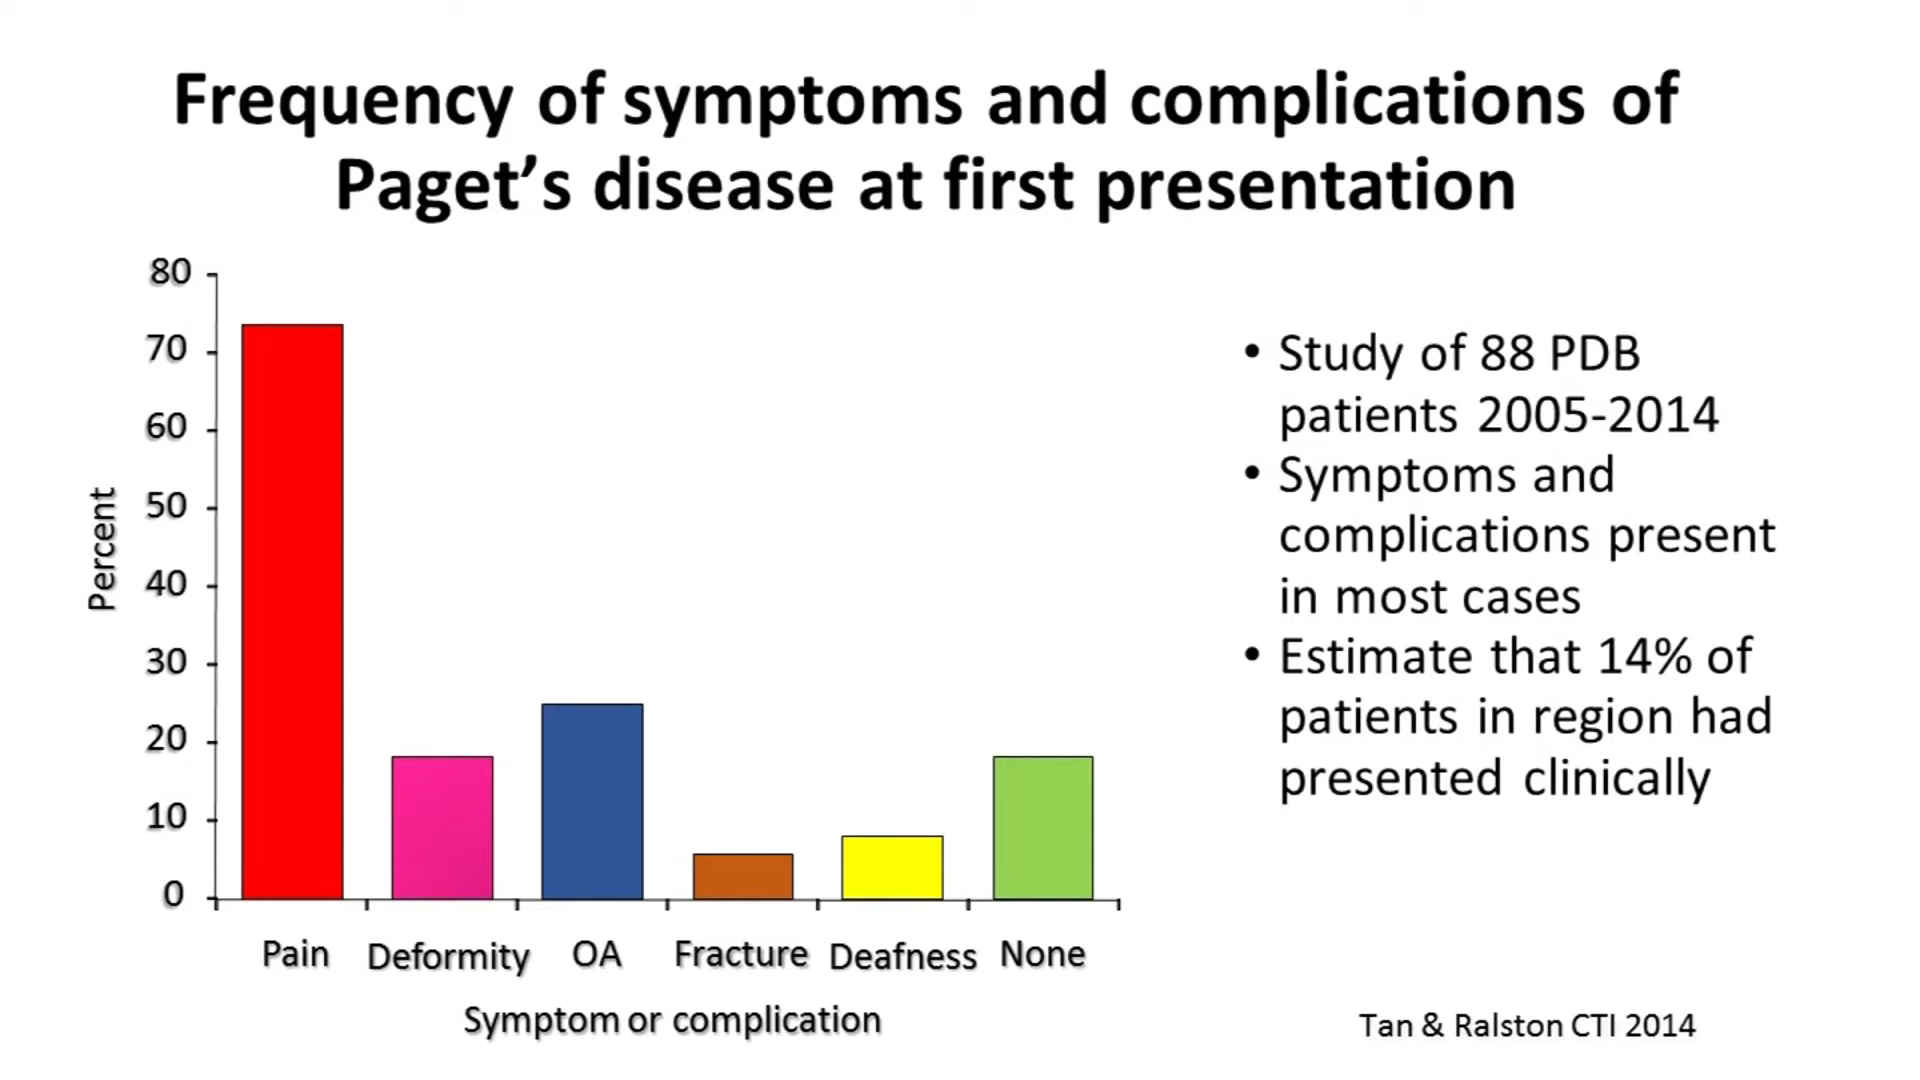 Frequency of symptoms and complications of
Paget’s disease at first presentation
80
70
60
50
40
30
20
10
0
Percent
Pain
Deformity
OA
Fracture
Deafness
None
Symptom or complication
• Study of 88 PDB
patients 2005-2014
• Symptoms and
complications present
in most cases
• Estimate that 14% of
patients in region had
presented clinically
Tan & Ralston CTI 2014